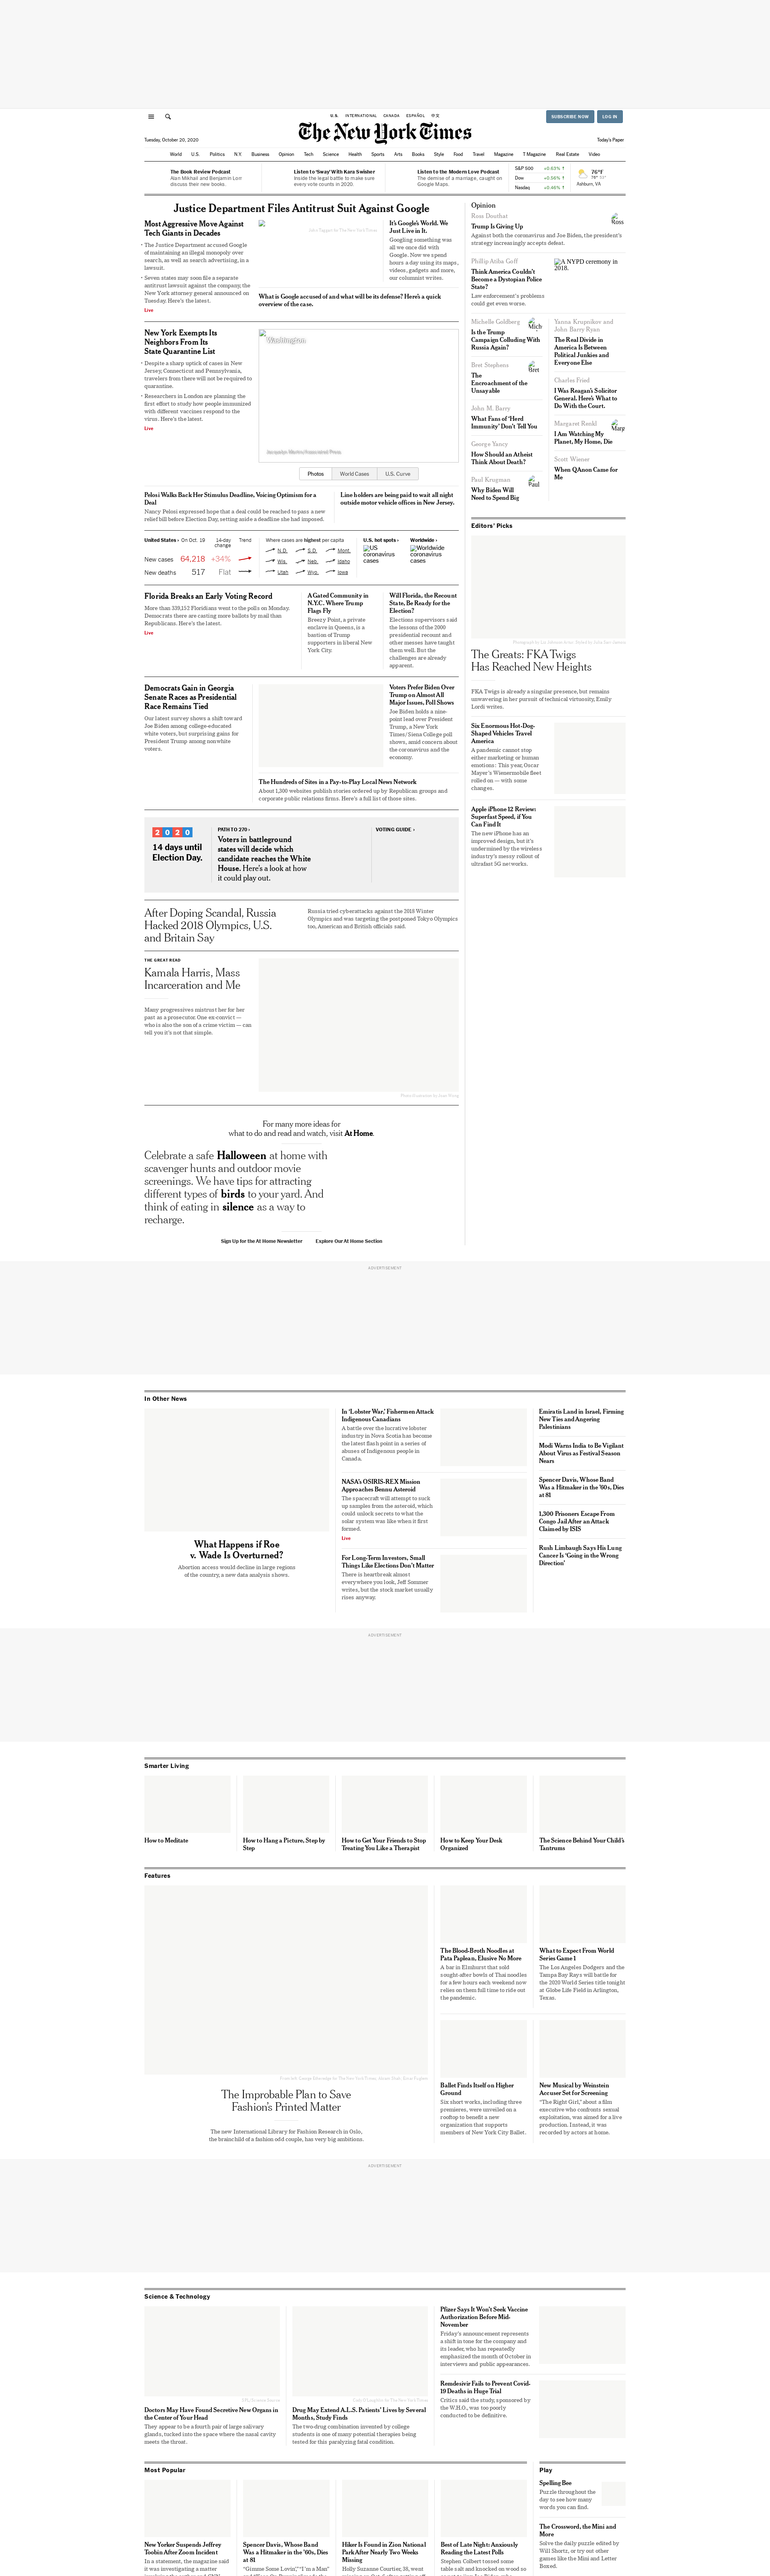 U.S. INTERNATIONAL CANADA ESPAÑOL 中文
SUBSCRIBE NOW LOG IN
The New York Times
Tuesday, October 20, 2020
Today's Paper
World U.S. Politics N.Y. Business Opinion Tech Science Health Sports Arts Books Style Food Travel Magazine T Magazine Real Estate Video
The Book Review Podcast
Alan Mikhail and Benjamin Lorr
discuss their new books.
Listen to 'Sway' With Kara Swisher
Inside the legal battle to make sure
every vote counts in 2020.
Listen to the Modern Love Podcast
The demise of a marriage, caught on
Google Maps.
S&P 500 +0.63% ↑
Dow +0.56% ↑
Nasdaq +0.46% ↑
76°F
Ashburn, VA
Justice Department Files Antitrust Suit Against Google
Most Aggressive Move Against
Tech Giants in Decades
• The Justice Department accused Google
of maintaining an illegal monopoly over
search, as well as search advertising, in a
lawsuit.
• Seven states may soon file a separate
antitrust lawsuit against the company, the
New York attorney general announced on
Tuesday. Here's the latest.
Live
It's Google's World. We
Just Live in It.
Googling something was
all we once did with
Google. Now we spend
hours a day using its maps,
videos, gadgets and more,
our columnist writes.
What is Google accused of and what will be its defense? Here's a quick
overview of the case.
New York Exempts Its
Neighbors From Its
State Quarantine List
• Despite a sharp uptick of cases in New
Jersey, Connecticut and Pennsylvania,
travelers from there will not be required to
quarantine.
• Researchers in London are planning the
first effort to study how people immunized
with different vaccines respond to the
virus. Here's the latest.
Live
Washington
Photos World Cases U.S. Curve
Pelosi Walks Back Her Stimulus Deadline, Voicing Optimism for a
Deal
Nancy Pelosi expressed hope that a deal could be reached to pass a new
relief bill before Election Day, setting aside a deadline she had imposed.
Line holders are being paid to wait all night
outside motor vehicle offices in New Jersey.
United States › On Oct. 19 14-day change Trend
New cases 64,218 +34%
New deaths 517 Flat
Where cases are highest per capita
N.D. S.D. Mont.
Wis. Neb. Idaho
Utah Wyo. Iowa
U.S. hot spots ›
US
coronavirus
cases
Worldwide ›
Worldwide
coronavirus
cases
Florida Breaks an Early Voting Record
More than 339,152 Floridians went to the polls on Monday.
Democrats there are casting more ballots by mail than
Republicans. Here's the latest.
Live
A Gated Community in
N.Y.C. Where Trump
Flags Fly
Breezy Point, a private
enclave in Queens, is a
bastion of Trump
supporters in liberal New
York City.
Will Florida, the Recount
State, Be Ready for the
Election?
Elections supervisors said
the lessons of the 2000
presidential recount and
other messes have taught
them well. But the
challenges are already
apparent.
Democrats Gain in Georgia
Senate Races as Presidential
Race Remains Tied
Our latest survey shows a shift toward
Joe Biden among college-educated
white voters, but surprising gains for
President Trump among nonwhite
voters.
Voters Prefer Biden Over
Trump on Almost All
Major Issues, Poll Shows
Joe Biden holds a nine-
point lead over President
Trump, a New York
Times/Siena College poll
shows, amid concern about
the coronavirus and the
economy.
The Hundreds of Sites in a Pay-to-Play Local News Network
About 1,300 websites publish stories ordered up by Republican groups and
corporate public relations firms. Here's a full list of those sites.
2020
14 days until
Election Day.
PATH TO 270 ›
Voters in battleground
states will decide which
candidate reaches the White
House. Here's a look at how
it could play out.
VOTING GUIDE ›
After Doping Scandal, Russia
Hacked 2018 Olympics, U.S.
and Britain Say
Russia tried cyberattacks against the 2018 Winter
Olympics and was targeting the postponed Tokyo Olympics
too, American and British officials said.
THE GREAT READ
Kamala Harris, Mass
Incarceration and Me
Many progressives mistrust her for her
past as a prosecutor. One ex-convict —
who is also the son of a crime victim — can
tell you it's not that simple.
For many more ideas for
what to do and read and watch, visit At Home.
Celebrate a safe Halloween at home with
scavenger hunts and outdoor movie
screenings. We have tips for attracting
different types of birds to your yard. And
think of eating in silence as a way to
recharge.
Sign Up for the At Home Newsletter Explore Our At Home Section
Opinion
Ross Douthat
Trump Is Giving Up
Against both the coronavirus and Joe Biden, the president's
strategy increasingly accepts defeat.
Ross
Phillip Atiba Goff
Think America Couldn't
Become a Dystopian Police
State?
Law enforcement's problems
could get even worse.
A NYPD ceremony in
2018.
Michelle Goldberg
Is the Trump
Campaign Colluding With
Russia Again?
Bret Stephens
The
Encroachment of the
Unsayable
Bret
John M. Barry
What Fans of 'Herd
Immunity' Don't Tell You
George Yancy
How Should an Atheist
Think About Death?
Paul Krugman
Why Biden Will
Need to Spend Big
Paul
Yanna Krupnikov and
John Barry Ryan
The Real Divide in
America Is Between
Political Junkies and
Everyone Else
Charles Fried
I Was Reagan's Solicitor
General. Here's What to
Do With the Court.
Margaret Renkl
I Am Watching My
Planet, My Home, Die
Scott Wiener
When QAnon Came for
Me
Editors' Picks
The Greats: FKA Twigs
Has Reached New Heights
FKA Twigs is already a singular presence, but remains
unwavering in her pursuit of technical virtuosity, Emily
Lordi writes.
Six Enormous Hot-Dog-
Shaped Vehicles Travel
America
A pandemic cannot stop
either marketing or human
emotions: This year, Oscar
Mayer's Wienermobile fleet
rolled on — with some
changes.
Apple iPhone 12 Review:
Superfast Speed, if You
Can Find It
The new iPhone has an
improved design, but it's
undermined by the wireless
industry's messy rollout of
ultrafast 5G networks.
ADVERTISEMENT
In Other News
What Happens if Roe
v. Wade Is Overturned?
Abortion access would decline in large regions
of the country, a new data analysis shows.
In 'Lobster War,' Fishermen Attack
Indigenous Canadians
A battle over the lucrative lobster
industry in Nova Scotia has become
the latest flash point in a series of
abuses of Indigenous people in
Canada.
NASA's OSIRIS-REX Mission
Approaches Bennu Asteroid
The spacecraft will attempt to suck
up samples from the asteroid, which
could unlock secrets to what the
solar system was like when it first
formed.
Live
For Long-Term Investors, Small
Things Like Elections Don't Matter
There is heartbreak almost
everywhere you look, Jeff Sommer
writes, but the stock market usually
rises anyway.
Emiratis Land in Israel, Firming
New Ties and Angering
Palestinians
Modi Warns India to Be Vigilant
About Virus as Festival Season
Nears
Spencer Davis, Whose Band
Was a Hitmaker in the '60s, Dies
at 81
1,300 Prisoners Escape From
Congo Jail After an Attack
Claimed by ISIS
Rush Limbaugh Says His Lung
Cancer Is 'Going in the Wrong
Direction'
ADVERTISEMENT
Smarter Living
How to Meditate
How to Hang a Picture, Step by
Step
How to Get Your Friends to Stop
Treating You Like a Therapist
How to Keep Your Desk
Organized
The Science Behind Your Child's
Tantrums
Features
The Improbable Plan to Save
Fashion's Printed Matter
The new International Library for Fashion Research in Oslo,
the brainchild of a fashion odd couple, has very big ambitions.
The Blood-Broth Noodles at
Pata Paplean, Elusive No More
A bar in Elmhurst that sold
sought-after bowls of Thai noodles
for a few hours each weekend now
relies on them full time to ride out
the pandemic.
What to Expect From World
Series Game 1
The Los Angeles Dodgers and the
Tampa Bay Rays will battle for
the 2020 World Series title tonight
at Globe Life Field in Arlington,
Texas.
Ballet Finds Itself on Higher
Ground
Six short works, including three
premieres, were unveiled on a
rooftop to benefit a new
organization that supports
members of New York City Ballet.
New Musical by Weinstein
Accuser Set for Screening
"The Right Girl," about a film
executive who confronts sexual
exploitation, was aimed for a live
production. Instead, it was
recorded by actors at home.
ADVERTISEMENT
Science & Technology
Doctors May Have Found Secretive New Organs in
the Center of Your Head
They appear to be a fourth pair of large salivary
glands, tucked into the space where the nasal cavity
meets the throat.
Drug May Extend A.L.S. Patients' Lives by Several
Months, Study Finds
The two-drug combination invented by college
students is one of many potential therapies being
tested for this paralyzing fatal condition.
Pfizer Says It Won't Seek Vaccine
Authorization Before Mid-
November
Friday's announcement represents
a shift in tone for the company and
its leader, who has repeatedly
emphasized the month of October in
interviews and public appearances.
Remdesivir Fails to Prevent Covid-
19 Deaths in Huge Trial
Critics said the study, sponsored by
the W.H.O., was too poorly
conducted to be definitive.
Most Popular
New Yorker Suspends Jeffrey
Toobin After Zoom Incident
In a statement, the magazine said
it was investigating a matter
Spencer Davis, Whose Band
Was a Hitmaker in the '60s, Dies
at 81
"Gimme Some Lovin'," "I'm a Man"
Hiker Is Found in Zion National
Park After Nearly Two Weeks
Missing
Holly Suzanne Courtier, 38, went
Best of Late Night: Anxiously
Reading the Latest Polls
Stephen Colbert tossed some
table salt and knocked on wood so
Play
Spelling Bee
Puzzle throughout the
day to see how many
words you can find.
The Crossword, the Mini and
More
Solve the daily puzzle edited by
Will Shortz, or try out other
games like the Mini and Letter
Boxed.